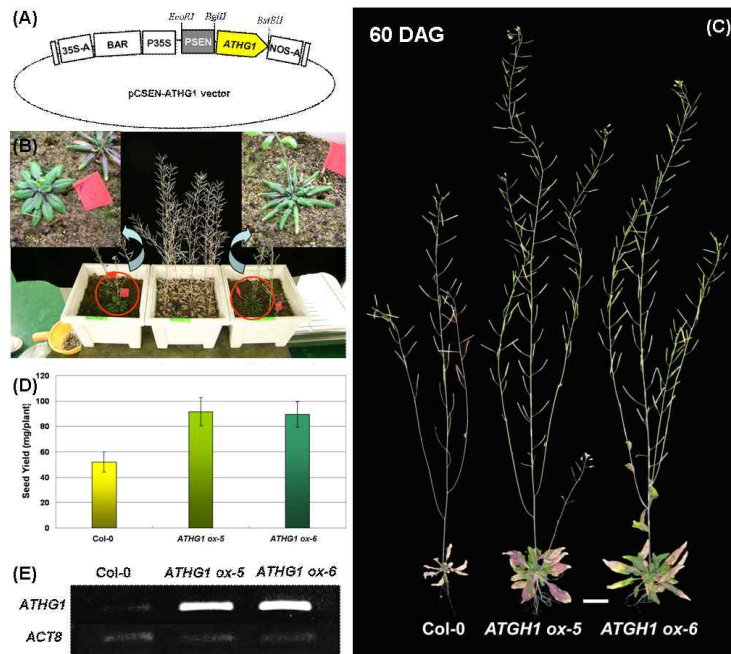 (A)
EcoRI BglII BstEII
35S-A BAR P35S PSEN ATHG1 NOS-A
pCSEN-ATHG1 vector
(B)
(C)
60 DAG
Col-0 ATGH1 ox-5 ATGH1 ox-6
(D)
Seed Yield (mg/plant)
120
100
80
60
40
20
0
Col-0 ATHG1 ox-5 ATHG1 ox-6
(E)
Col-0 ATHG1 ox-5 ATHG1 ox-6
ATHG1
ACT8